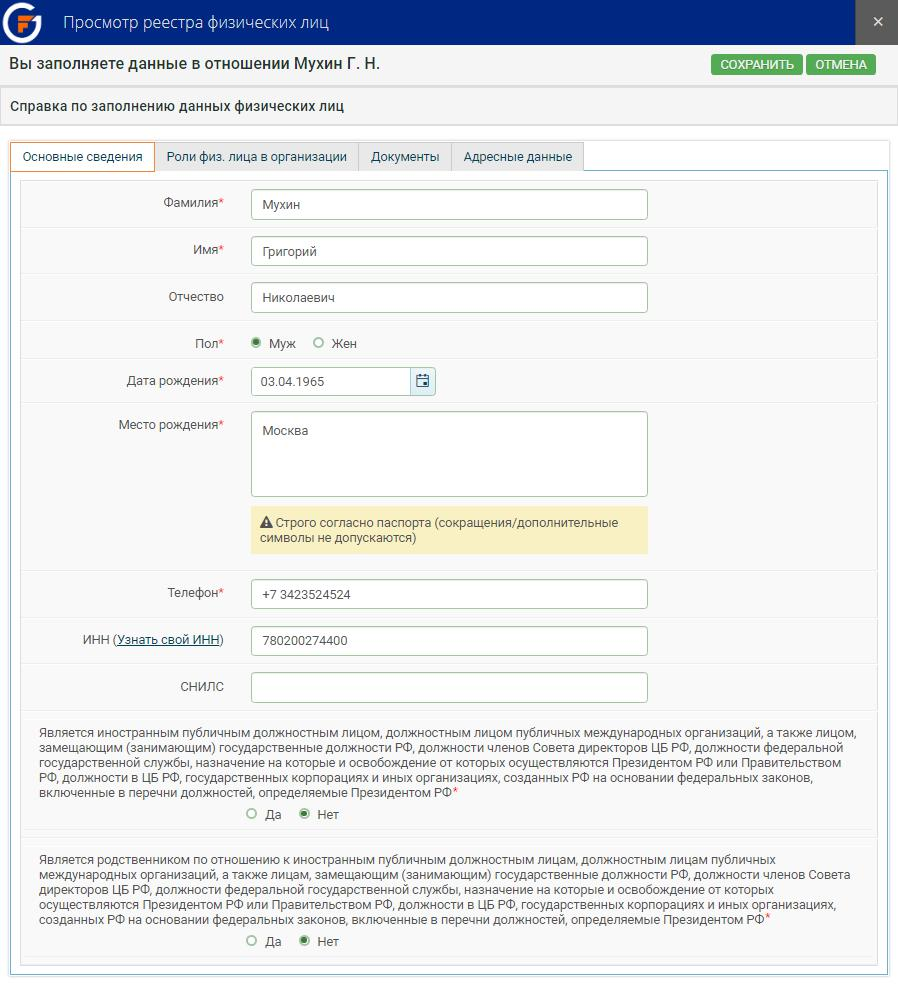 Просмотр реестра физических лиц
×
Вы заполняете данные в отношении Мухин Г. Н.
СОХРАНИТЬ
ОТМЕНА
Справка по заполнению данных физических лиц
Основные сведения
Роли физ. лица в организации
Документы
Адресные данные
Фамилия*
Мухин
Имя*
Григорий
Отчество
Николаевич
Пол*
Муж
Жен
Дата рождения*
03.04.1965
Место рождения*
Москва
Строго согласно паспорта (сокращения/дополнительные
символы не допускаются)
Телефон*
+7 3423524524
ИНН (Узнать свой ИНН)
780200274400
СНИЛС
Является иностранным публичным должностным лицом, должностным лицом публичных международных организаций, а также лицом,
замещающим (занимающим) государственные должности РФ, должности членов Совета директоров ЦБ РФ, должности федеральной
государственной службы, назначение на которые и освобождение от которых осуществляются Президентом РФ или Правительством
РФ, должности в ЦБ РФ, государственных корпорациях и иных организациях, созданных РФ на основании федеральных законов,
включенные в перечни должностей, определяемые Президентом РФ*
Да
Нет
Является родственником по отношению к иностранным публичным должностным лицам, должностным лицам публичных
международных организаций, а также лицам, замещающим (занимающим) государственные должности РФ, должности членов Совета
директоров ЦБ РФ, должности федеральной государственной службы, назначение на которые и освобождение от которых
осуществляются Президентом РФ или Правительством РФ, должности в ЦБ РФ, государственных корпорациях и иных организациях,
созданных РФ на основании федеральных законов, включенные в перечни должностей, определяемые Президентом РФ*
Да
Нет